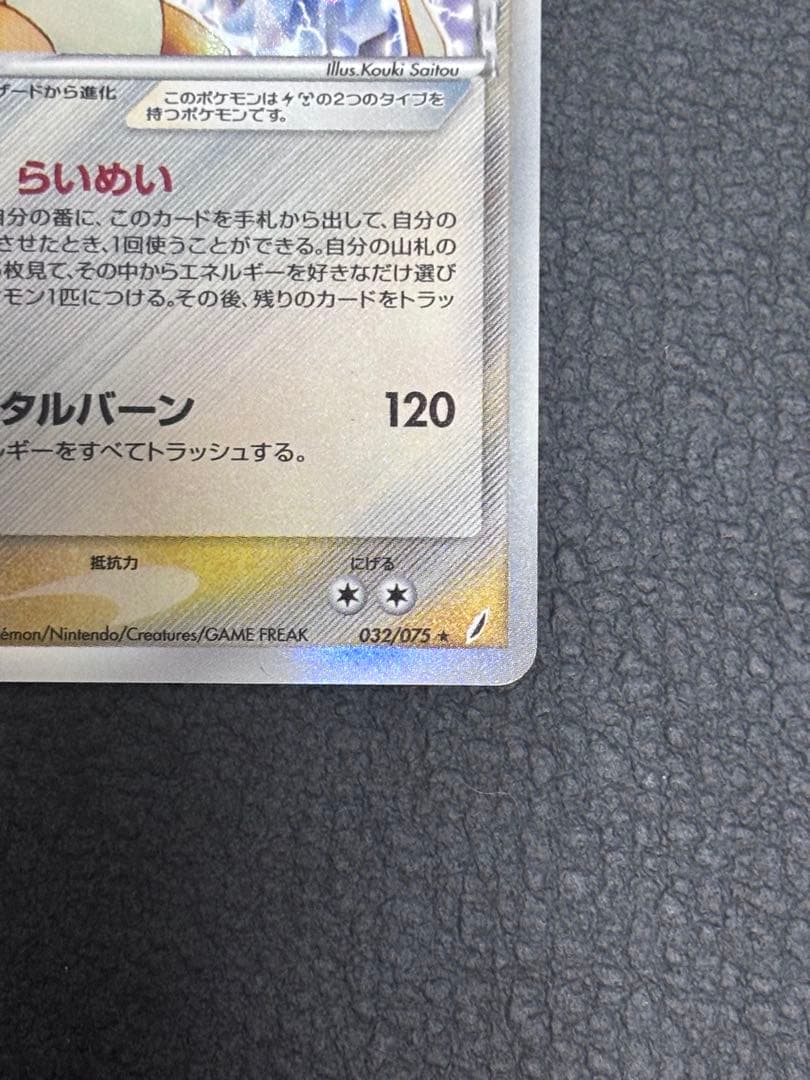 Illus.Kouki Saitou
ザードから進化
このポケモンはの2つのタイプを
持つポケモンです。
らいめい
自分の番に、このカードを手札から出して、自分の
させたとき、1回使うことができる。自分の山札の
枚見て、その中からエネルギーを好きなだけ選び
モン1匹につける。その後、残りのカードをトラッ
タルバーン 120
ギーをすべてトラッシュする。
抵抗力 にげる
émon/Nintendo/Creatures/GAME FREAK 032/075 ★